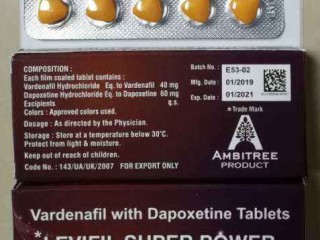 COMPOSITION :
Each film coated tablet contains :
Vardenafil Hydrochloride Eq. to Vardenafil 40 mg
Dapoxetine Hydrochloride Eq. to Dapoxetine 60 mg
Excipients q.s.
Colors : Approved colors used.
Dosage : As directed by the Physician.
Storage : Store at a temperature below 30°C.
Protect from light & moisture.
Keep out of reach of children.
Code No. : 143/UA/UK/2007 FOR EXPORT ONLY
Batch No. : E53-02
Mfg. Date : 01/2019
Exp. Date : 01/2021
*Trade Mark
AMBITREE
PRODUCT
Vardenafil with Dapoxetine Tablets
*LEVIFIL SUPER POWER